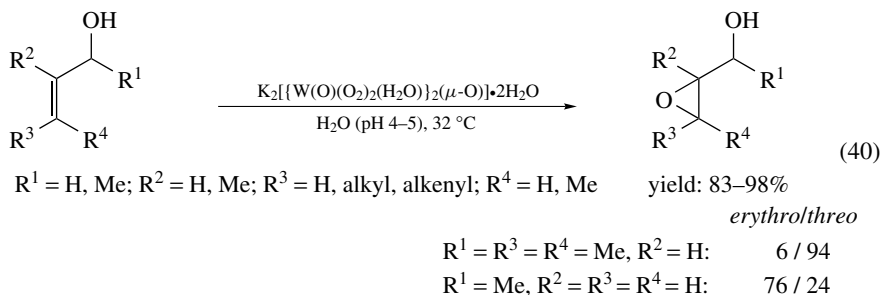 OH
R²
R¹
R³ R⁴
K₂[{W(O)(O₂)₂(H₂O)}₂(μ-O)]•2H₂O
H₂O (pH 4–5), 32 °C
OH
R²
R¹
O
R³ R⁴
(40)
R¹ = H, Me; R² = H, Me; R³ = H, alkyl, alkenyl; R⁴ = H, Me yield: 83–98%
erythro/threo
R¹ = R³ = R⁴ = Me, R² = H: 6 / 94
R¹ = Me, R² = R³ = R⁴ = H: 76 / 24